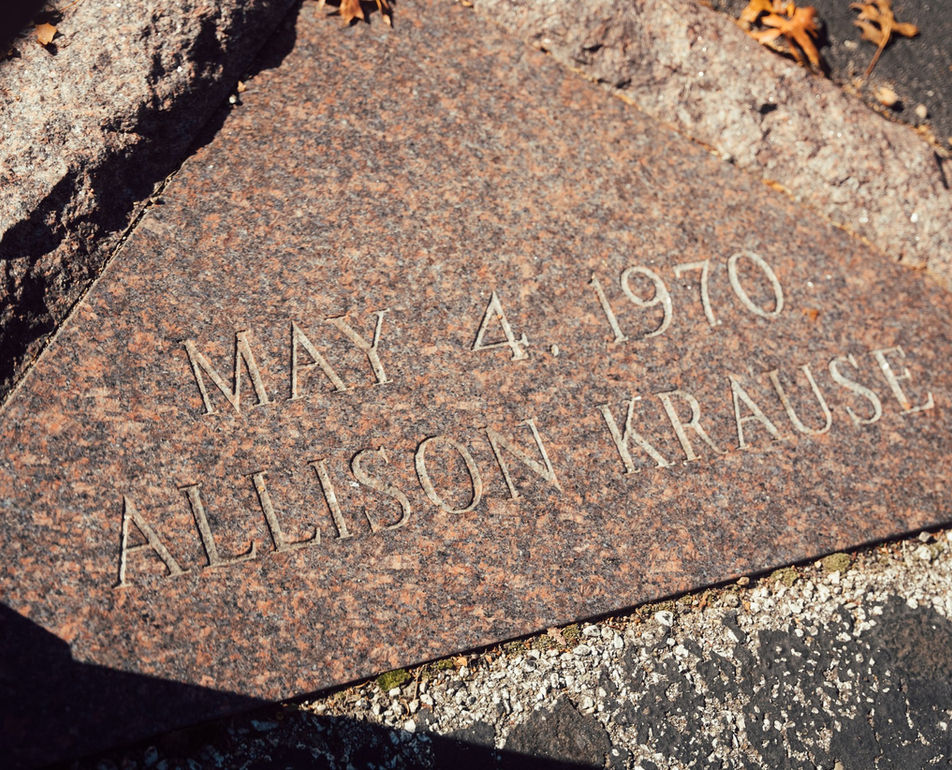 MAY 4, 1970
ALLISON KRAUSE